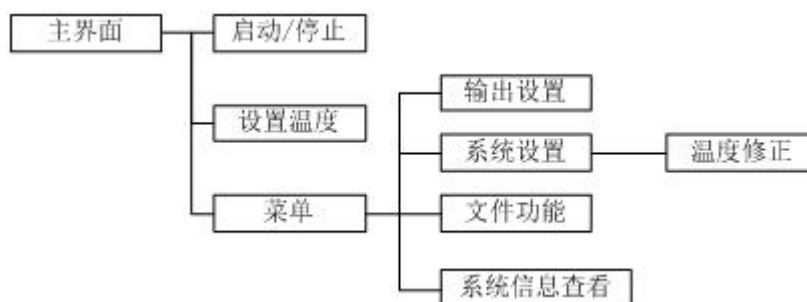 主界面
启动/停止
设置温度
菜单
输出设置
系统设置
温度修正
文件功能
系统信息查看